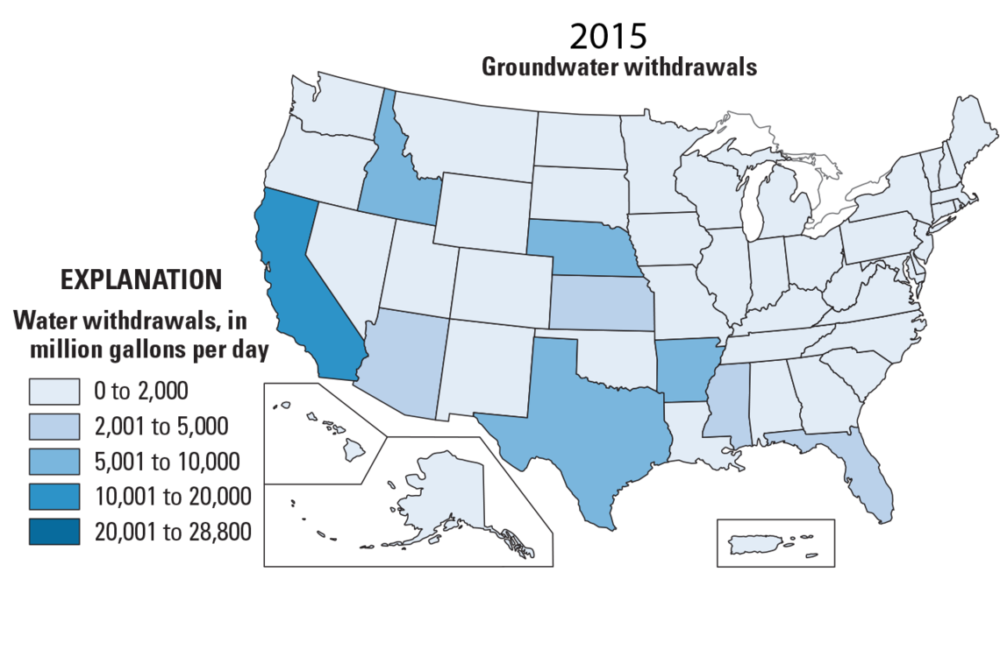 2015
Groundwater withdrawals
EXPLANATION
Water withdrawals, in
million gallons per day
0 to 2,000
2,001 to 5,000
5,001 to 10,000
10,001 to 20,000
20,001 to 28,800